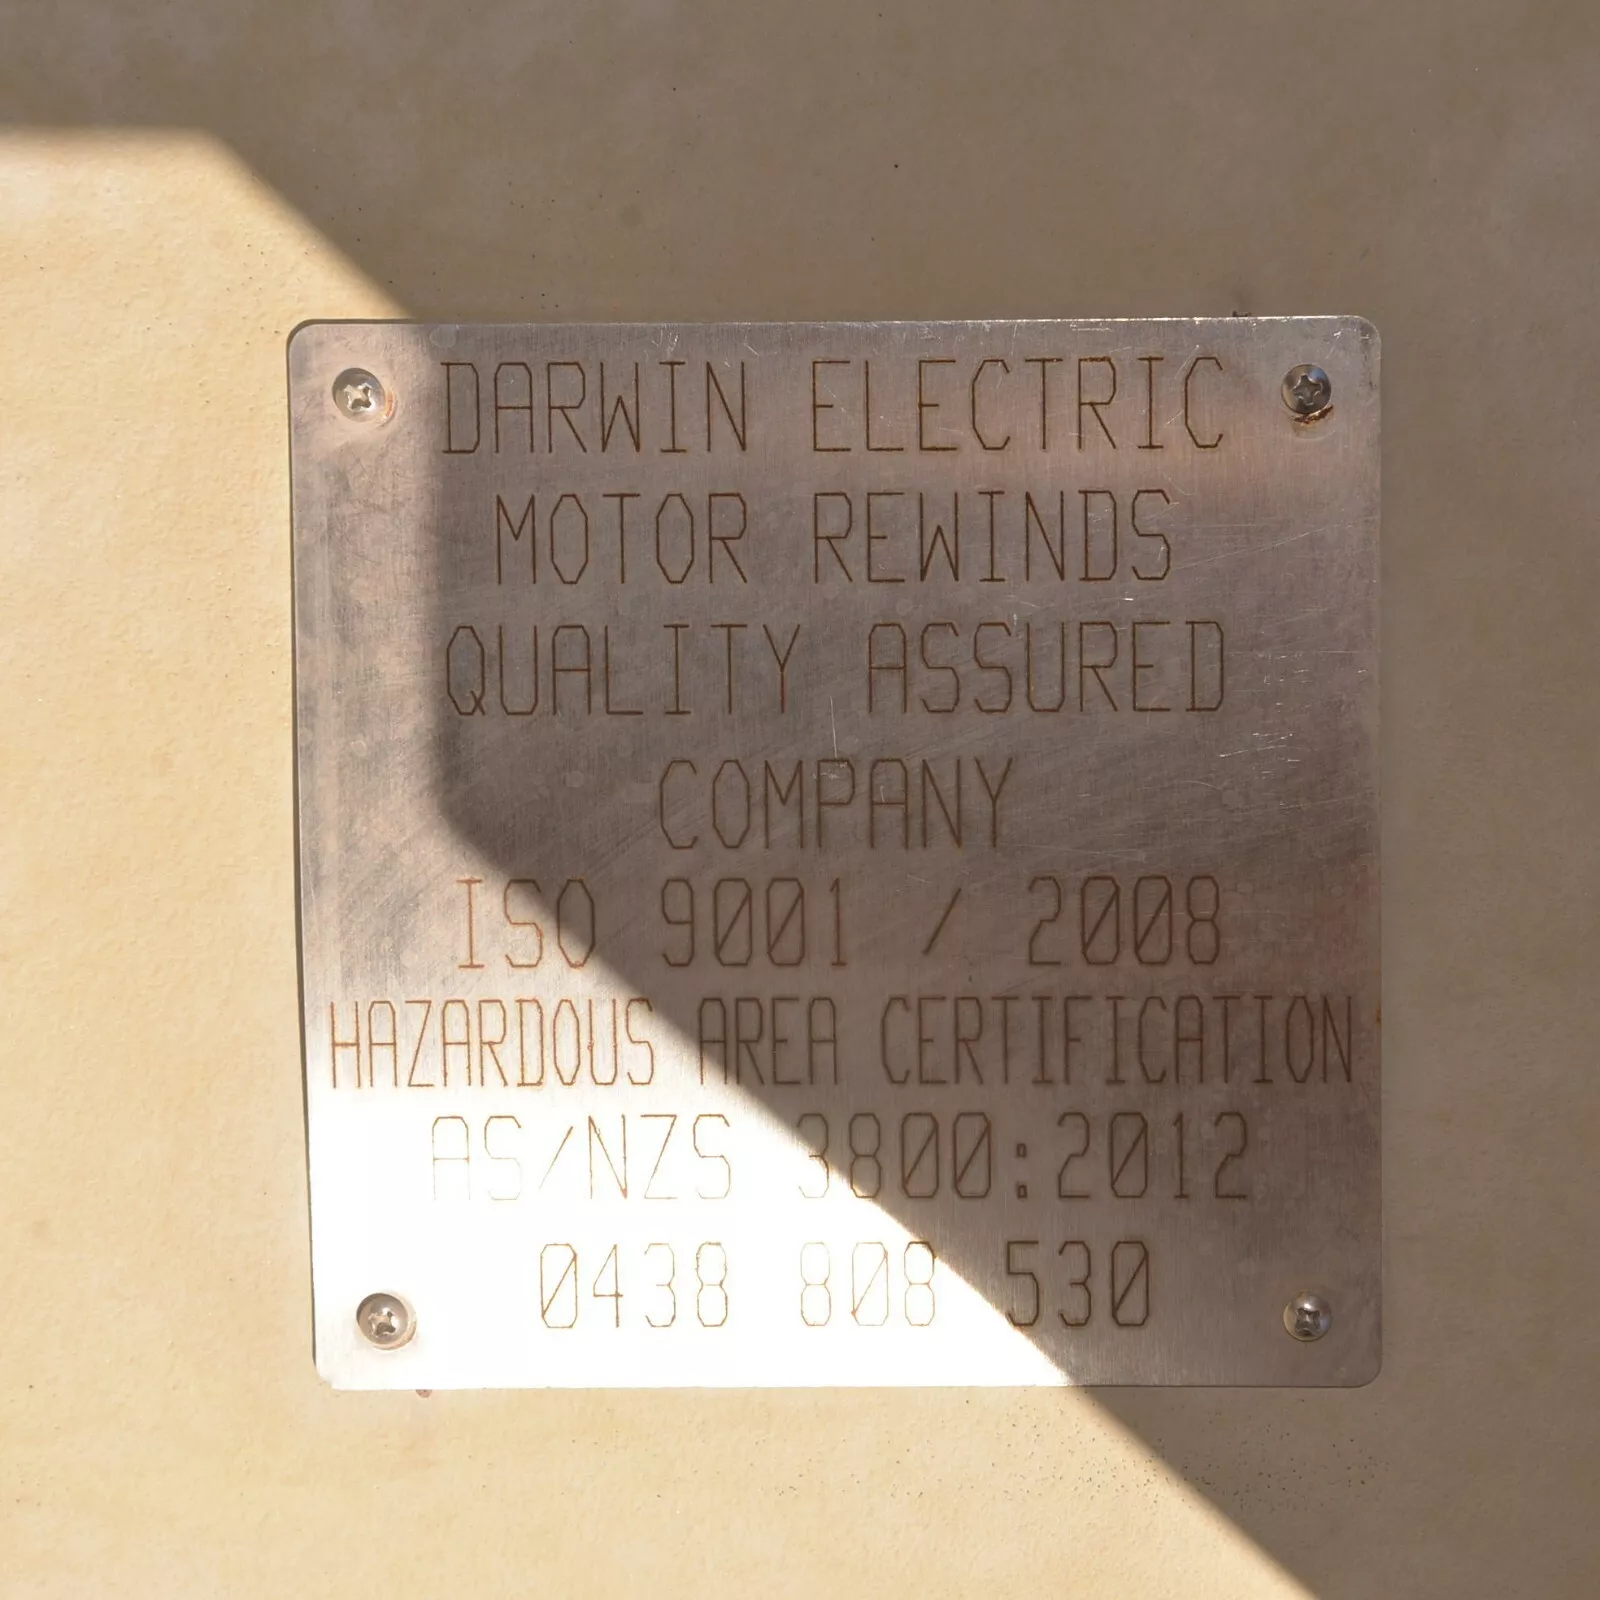 DARWIN ELECTRIC
MOTOR REWINDS
QUALITY ASSURED
COMPANY
ISO 9001 / 2008
HAZARDOUS AREA CERTIFICATION
AS/NZS 3800:2012
0438 808 530